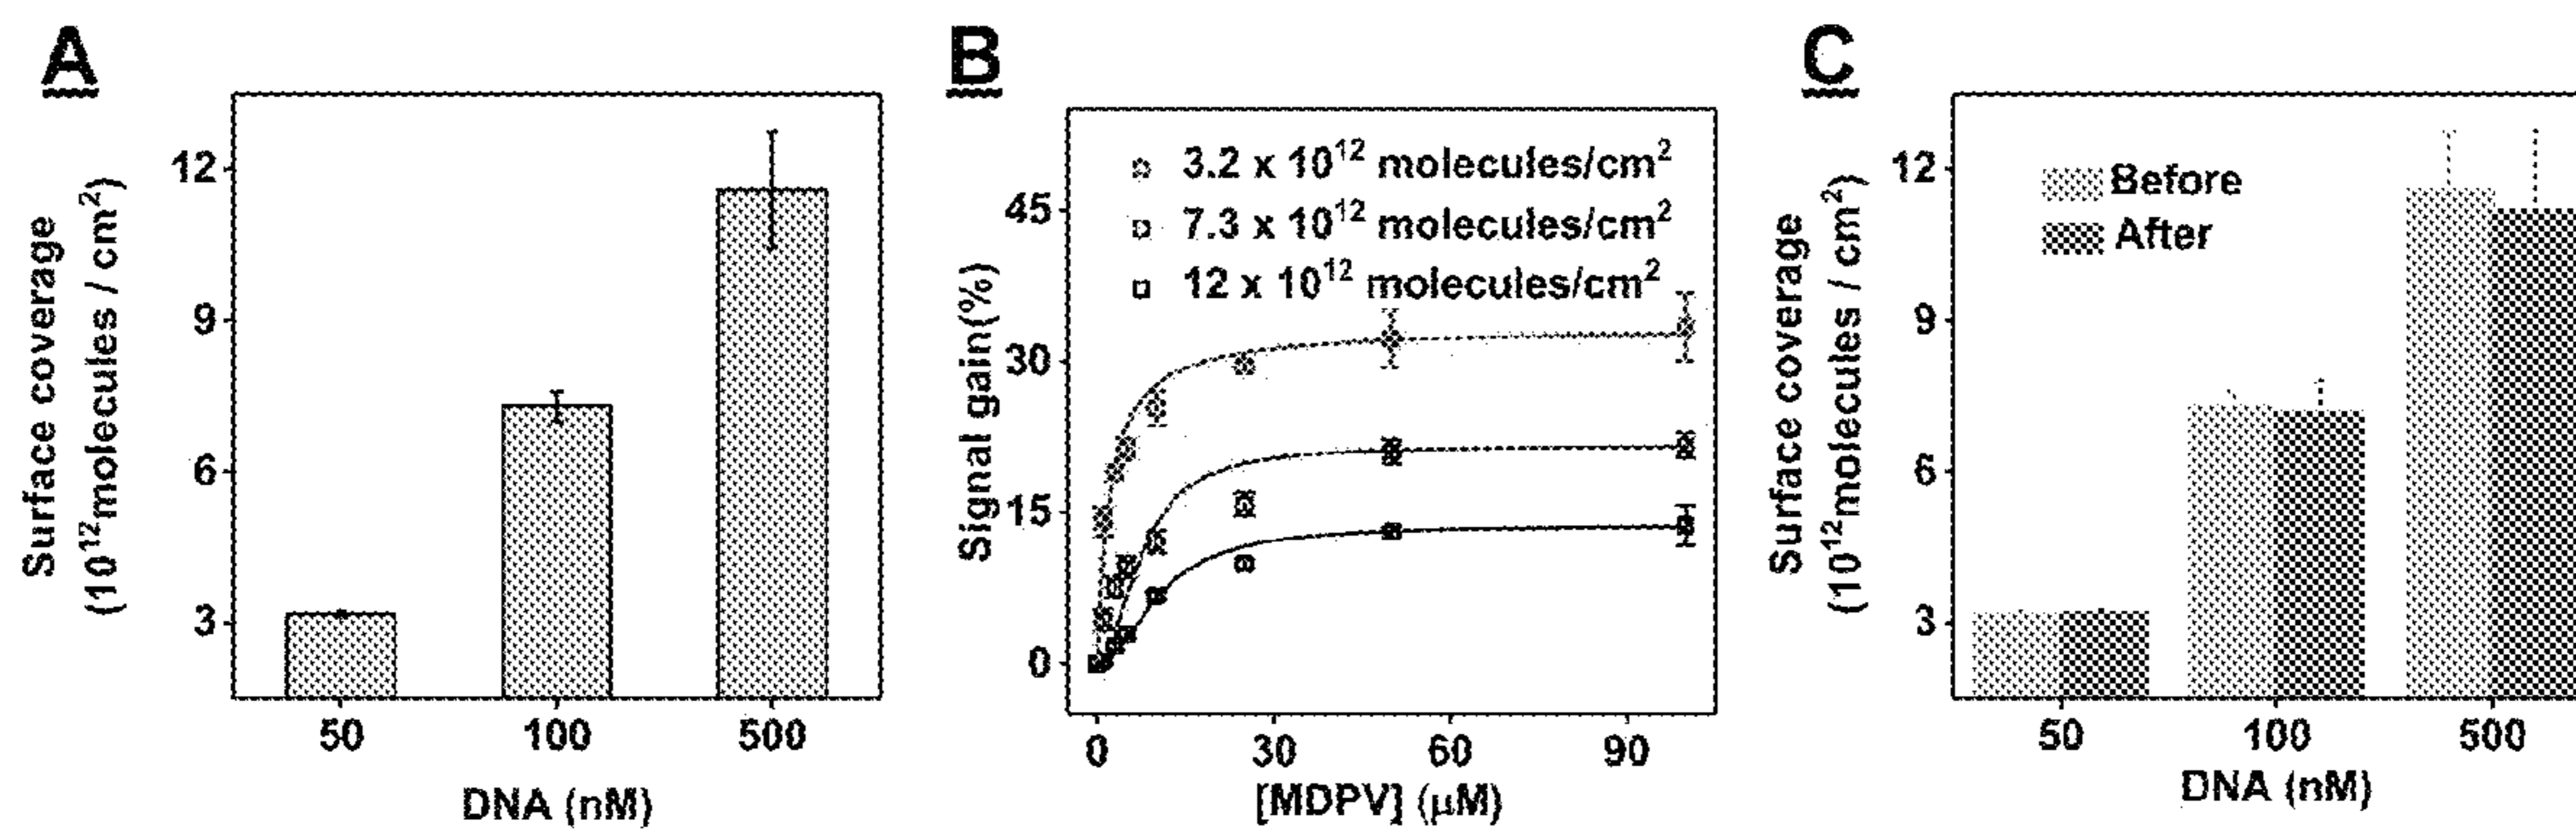 A
Surface coverage
(10¹²molecules / cm²)
12
9
6
3
50 100 500
DNA (nM)
B
Signal gain(%)
45
30
15
0
3.2 x 10¹² molecules/cm²
7.3 x 10¹² molecules/cm²
12 x 10¹² molecules/cm²
0 30 60 90
[MDPV] (μM)
C
Surface coverage
(10¹²molecules / cm²)
12
9
6
3
Before
After
50 100 500
DNA (nM)